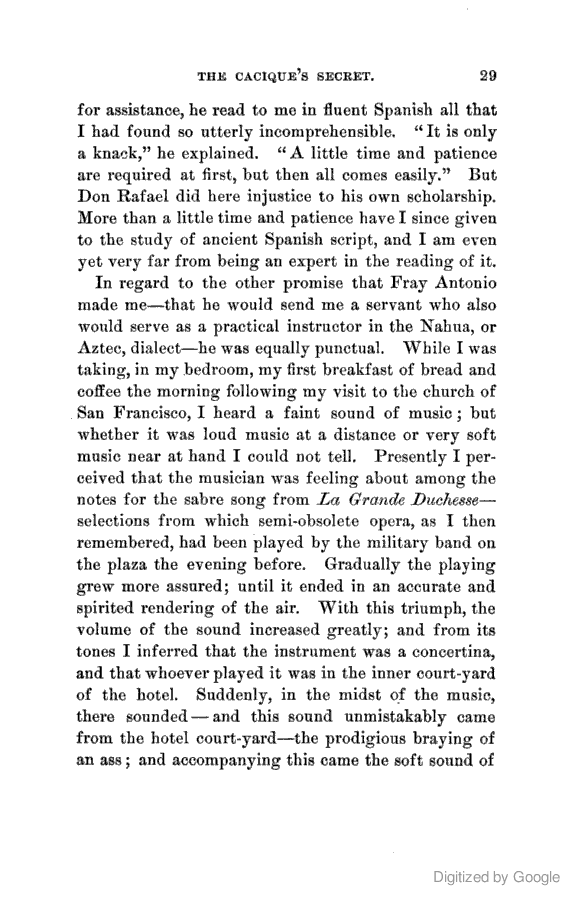 THE CACIQUE'S SECRET. 29
for assistance, he read to me in fluent Spanish all that
I had found so utterly incomprehensible. "It is only
a knack," he explained. "A little time and patience
are required at first, but then all comes easily." But
Don Rafael did here injustice to his own scholarship.
More than a little time and patience have I since given
to the study of ancient Spanish script, and I am even
yet very far from being an expert in the reading of it.
In regard to the other promise that Fray Antonio
made me—that he would send me a servant who also
would serve as a practical instructor in the Nahua, or
Aztec, dialect—he was equally punctual. While I was
taking, in my bedroom, my first breakfast of bread and
coffee the morning following my visit to the church of
San Francisco, I heard a faint sound of music; but
whether it was loud music at a distance or very soft
music near at hand I could not tell. Presently I per-
ceived that the musician was feeling about among the
notes for the sabre song from La Grande Duchesse—
selections from which semi-obsolete opera, as I then
remembered, had been played by the military band on
the plaza the evening before. Gradually the playing
grew more assured; until it ended in an accurate and
spirited rendering of the air. With this triumph, the
volume of the sound increased greatly; and from its
tones I inferred that the instrument was a concertina,
and that whoever played it was in the inner court-yard
of the hotel. Suddenly, in the midst of the music,
there sounded—and this sound unmistakably came
from the hotel court-yard—the prodigious braying of
an ass; and accompanying this came the soft sound of
Digitized by Google